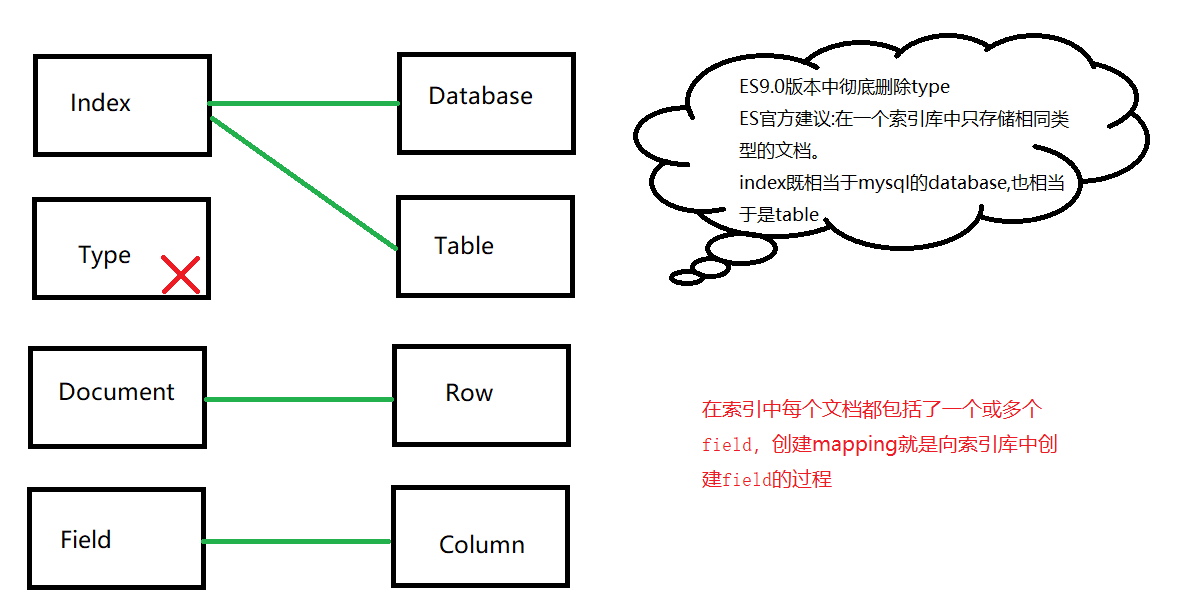 Index
Database
Type
Table
Document
Row
Field
Column
ES9.0版本中彻底删除type
ES官方建议:在一个索引库中只存储相同类
型的文档。
index既相当于mysql的database,也相当
于是table
在索引中每个文档都包括了一个或多个
field，创建mapping就是向索引库中创
建field的过程